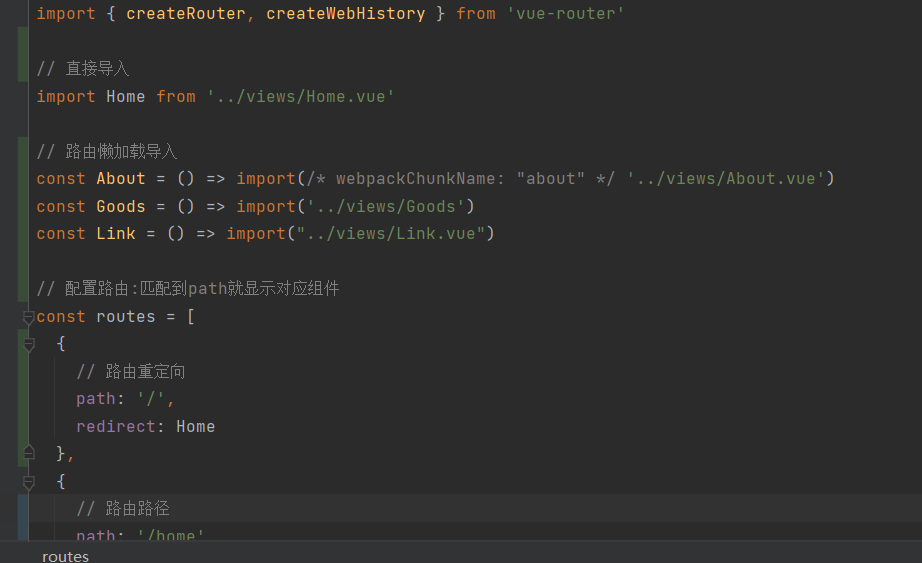 import { createRouter, createWebHistory } from 'vue-router'
// 直接导入
import Home from '../views/Home.vue'
// 路由懒加载导入
const About = () => import(/* webpackChunkName: "about" */ '../views/About.vue')
const Goods = () => import('../views/Goods')
const Link = () => import("../views/Link.vue")
// 配置路由:匹配到path就显示对应组件
const routes = [
{
// 路由重定向
path: '/',
redirect: Home
},
{
// 路由路径
path: '/home'
routes